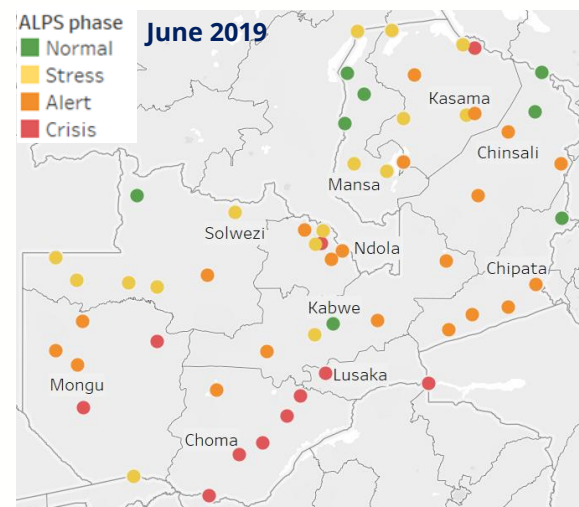 ALPS phase
Normal
Stress
Alert
Crisis
June 2019
Kasama
Chinsali
Mansa
Solwezi
Ndola
Chipata
Kabwe
Lusaka
Mongu
Choma